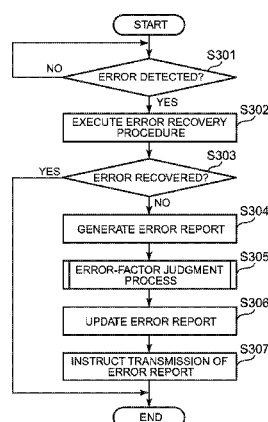 START
S301
ERROR DETECTED?
NO
YES
S302
EXECUTE ERROR RECOVERY
PROCEDURE
S303
YES
ERROR RECOVERED?
NO
S304
GENERATE ERROR REPORT
S305
ERROR-FACTOR JUDGMENT
PROCESS
S306
UPDATE ERROR REPORT
S307
INSTRUCT TRANSMISSION OF
ERROR REPORT
END